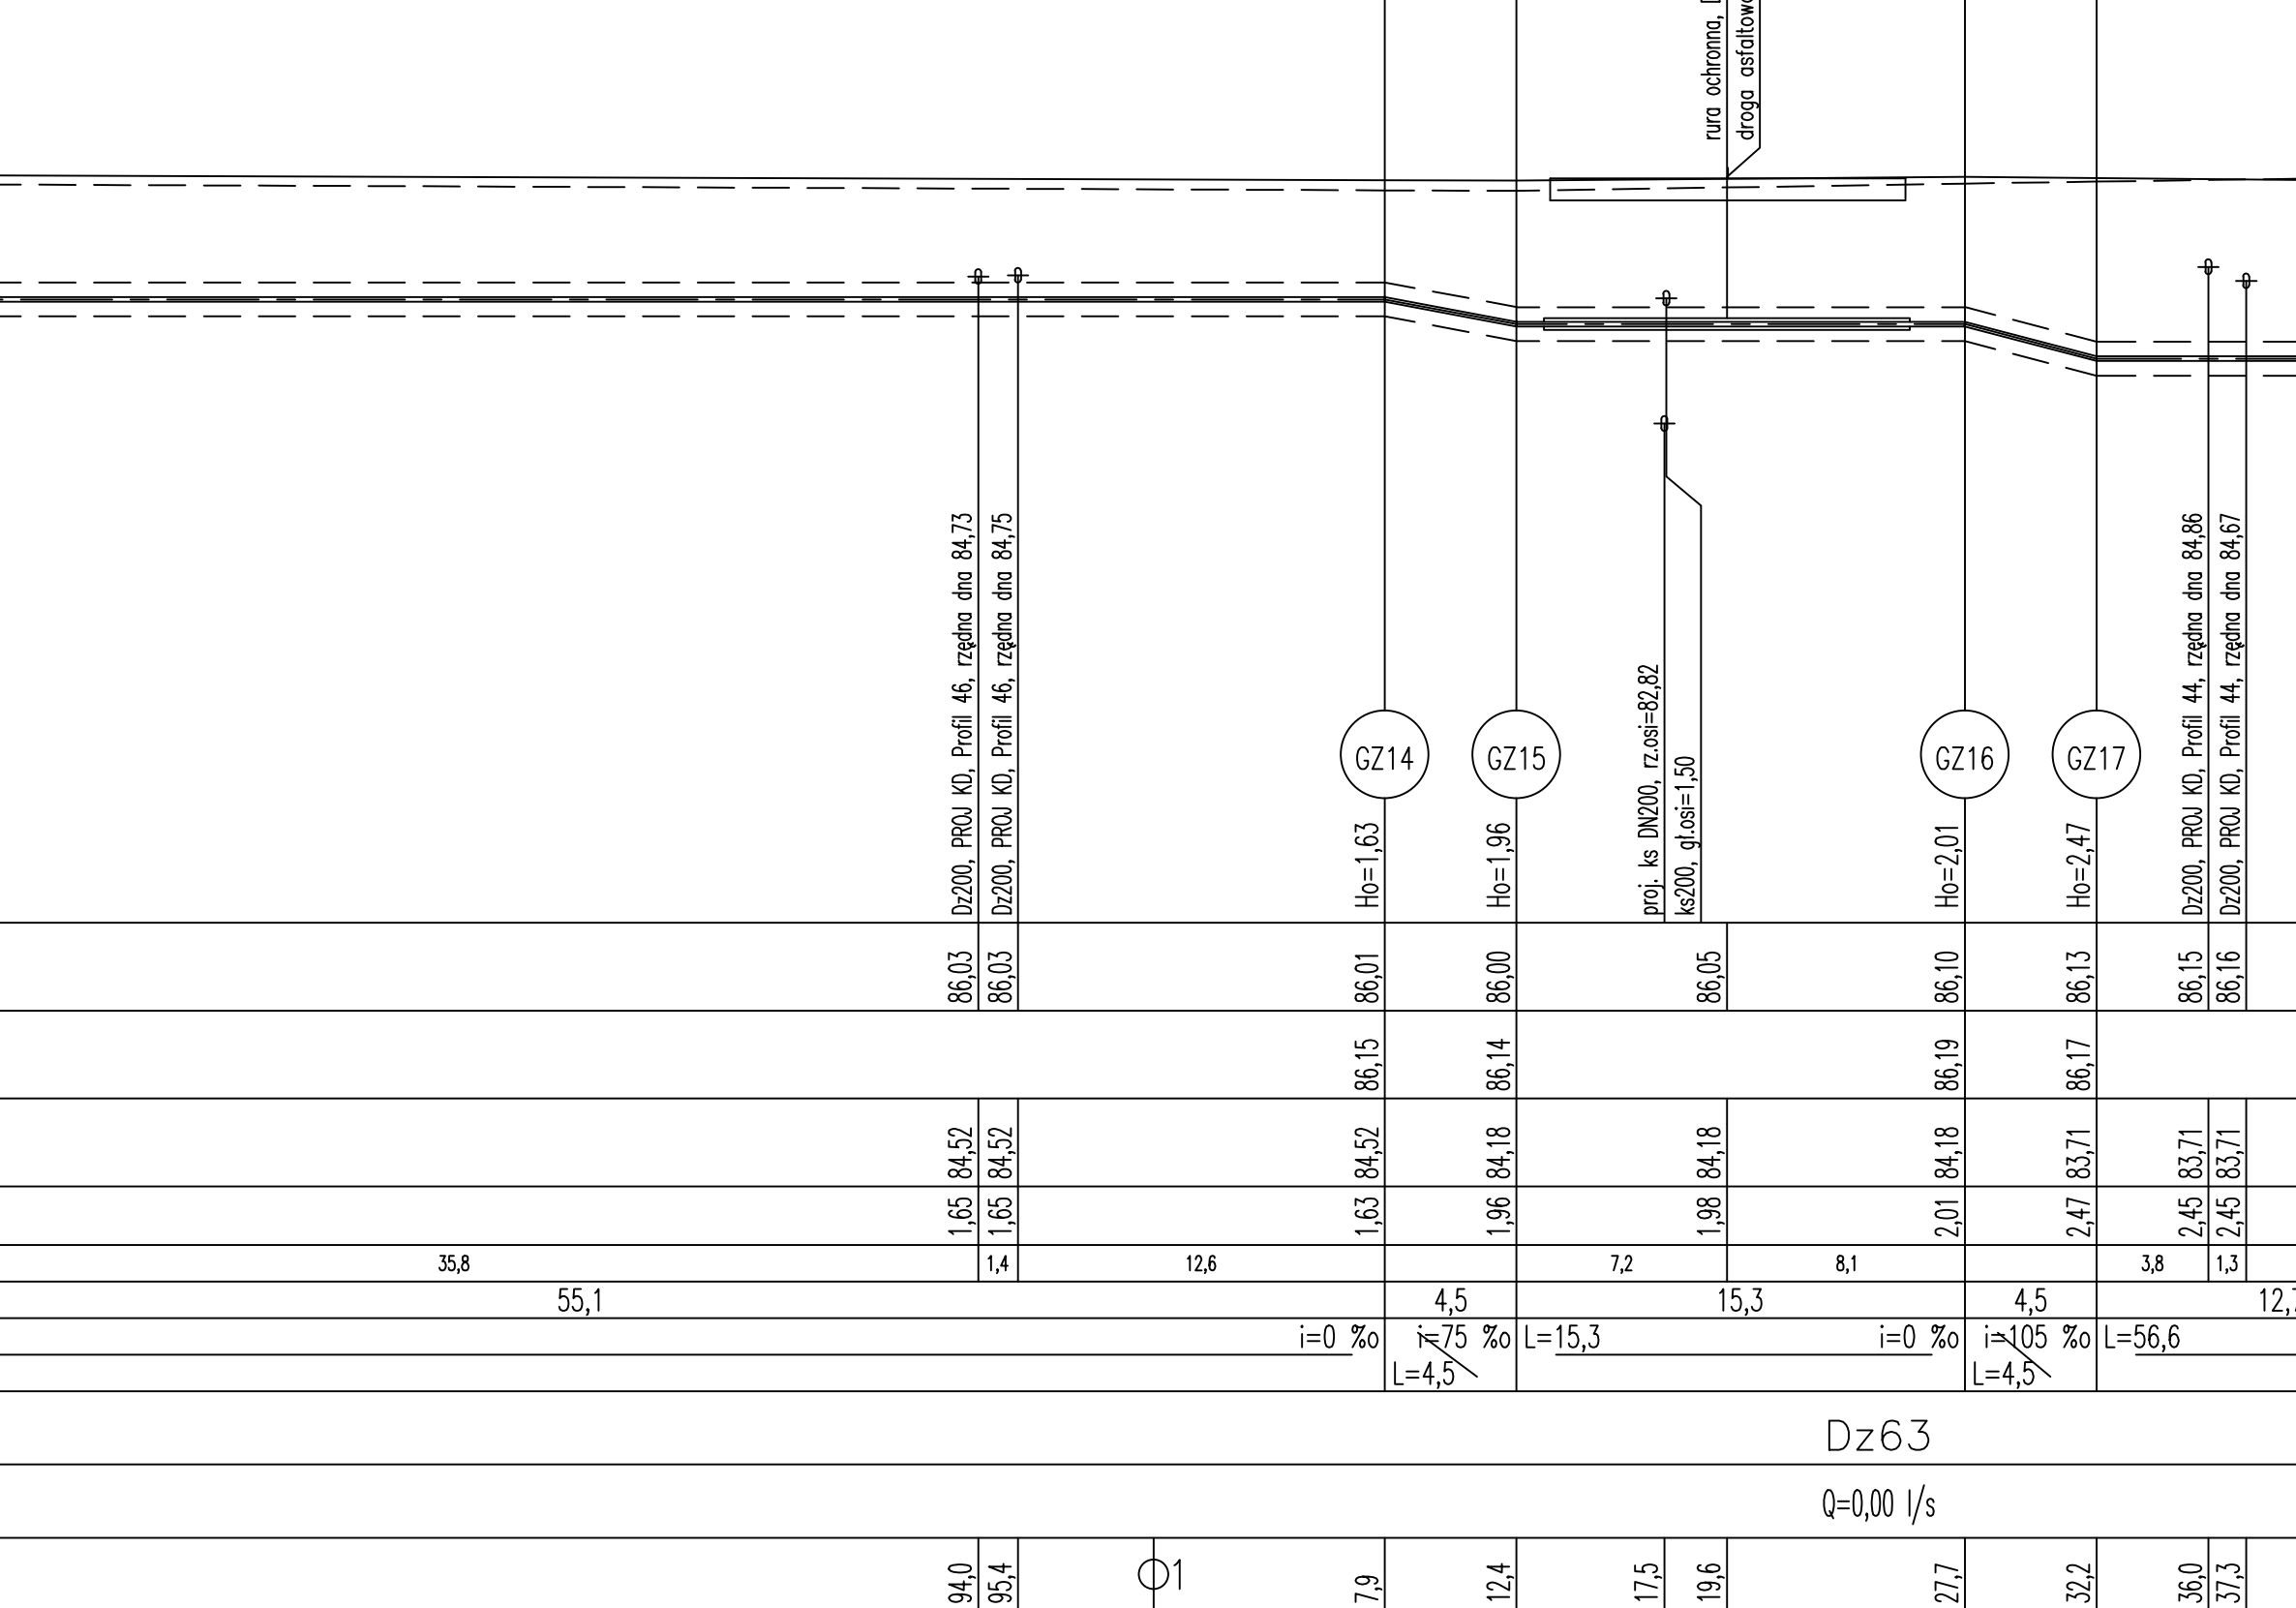 rura ochronna,
droga asfaltowa
Dz200, PROJ KD, Profil 46, rzędna dna 84,73
Dz200, PROJ KD, Profil 46, rzędna dna 84,75
proj. ks DN200, rz.osi=82,82
ks200, gł.osi=1,50
Dz200, PROJ KD, Profil 44, rzędna dna 84,86
Dz200, PROJ KD, Profil 44, rzędna dna 84,67
GZ14 GZ15 GZ16 GZ17
Ho=1,63 Ho=1,96 Ho=2,01 Ho=2,47
86,03 86,03 86,01 86,00 86,05 86,10 86,13 86,15 86,16
86,15 86,14 86,19 86,17
84,52 84,52 84,52 84,18 84,18 84,18 83,71 83,71 83,71
1,65 1,65 1,63 1,96 1,98 2,01 2,47 2,45 2,45
35,8 1,4 12,6 7,2 8,1 3,8 1,3
55,1 4,5 15,3 4,5 12,
i=0 %o i=75 %o L=15,3 i=0 %o i=105 %o L=56,6
L=4,5 L=4,5
Dz63
Q=0,00 l/s
94,0 95,4 1 7,9 12,4 17,5 19,6 27,7 32,2 36,0 37,3